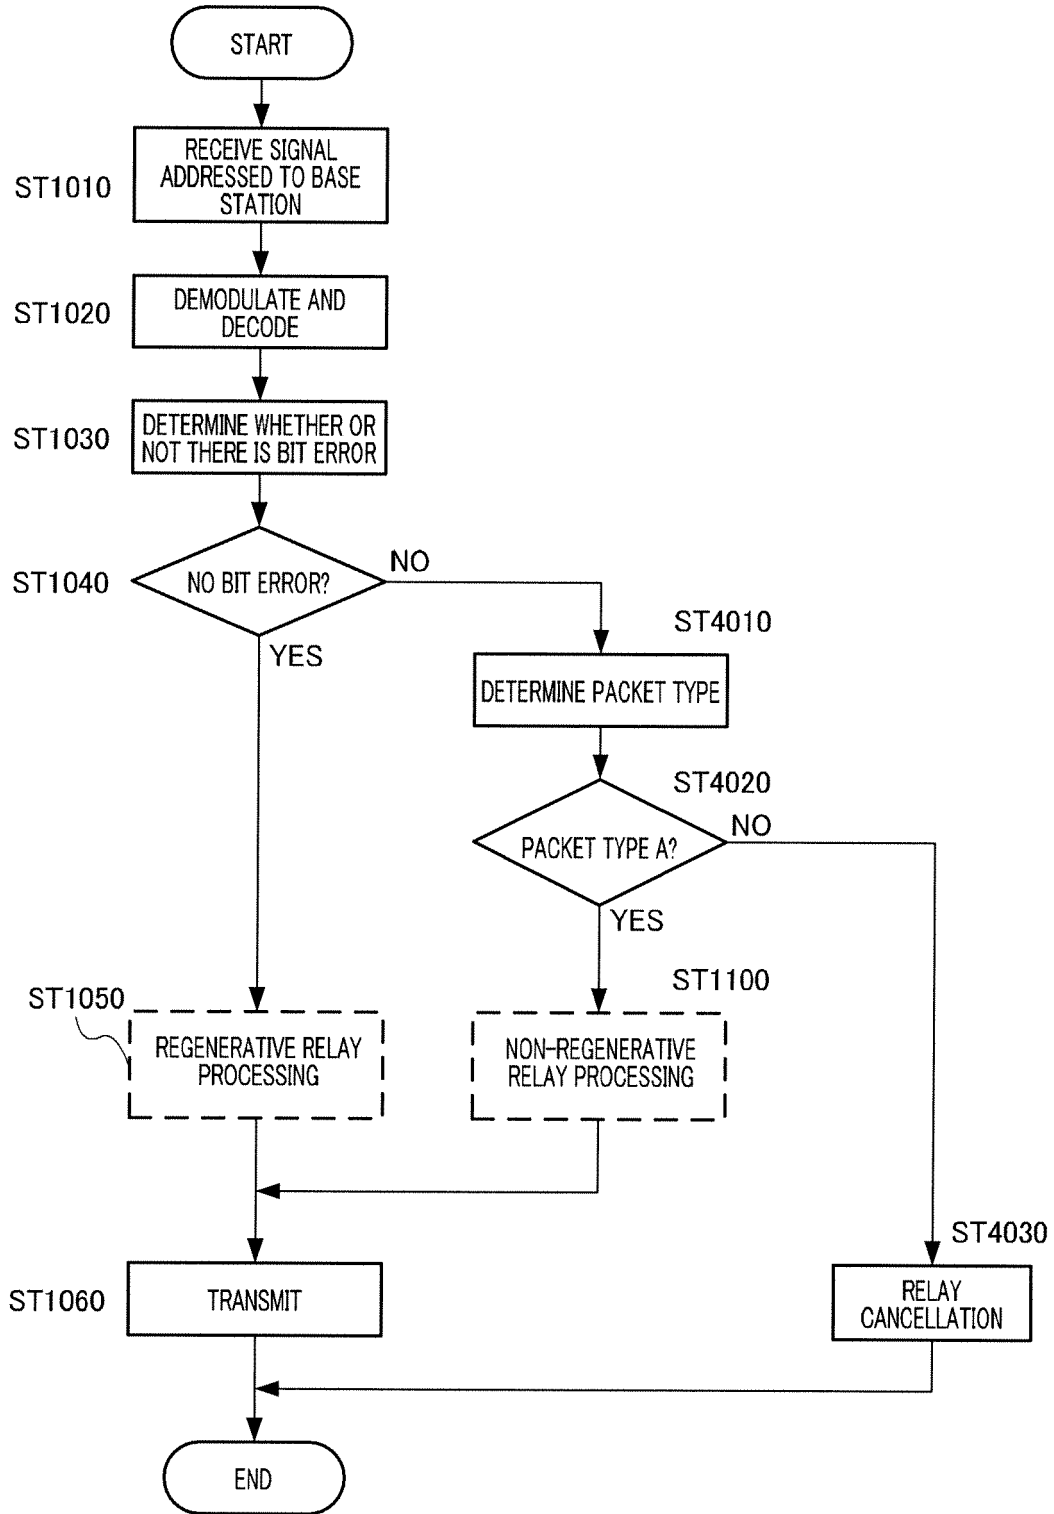 START
RECEIVE SIGNAL
ADDRESSED TO BASE
STATION
ST1010
DEMODULATE AND
DECODE
ST1020
DETERMINE WHETHER OR
NOT THERE IS BIT ERROR
ST1030
NO BIT ERROR?
ST1040
NO
YES
ST4010
DETERMINE PACKET TYPE
ST4020
PACKET TYPE A?
NO
YES
ST1050
REGENERATIVE RELAY
PROCESSING
ST1100
NON-REGENERATIVE
RELAY PROCESSING
ST4030
RELAY
CANCELLATION
ST1060
TRANSMIT
END